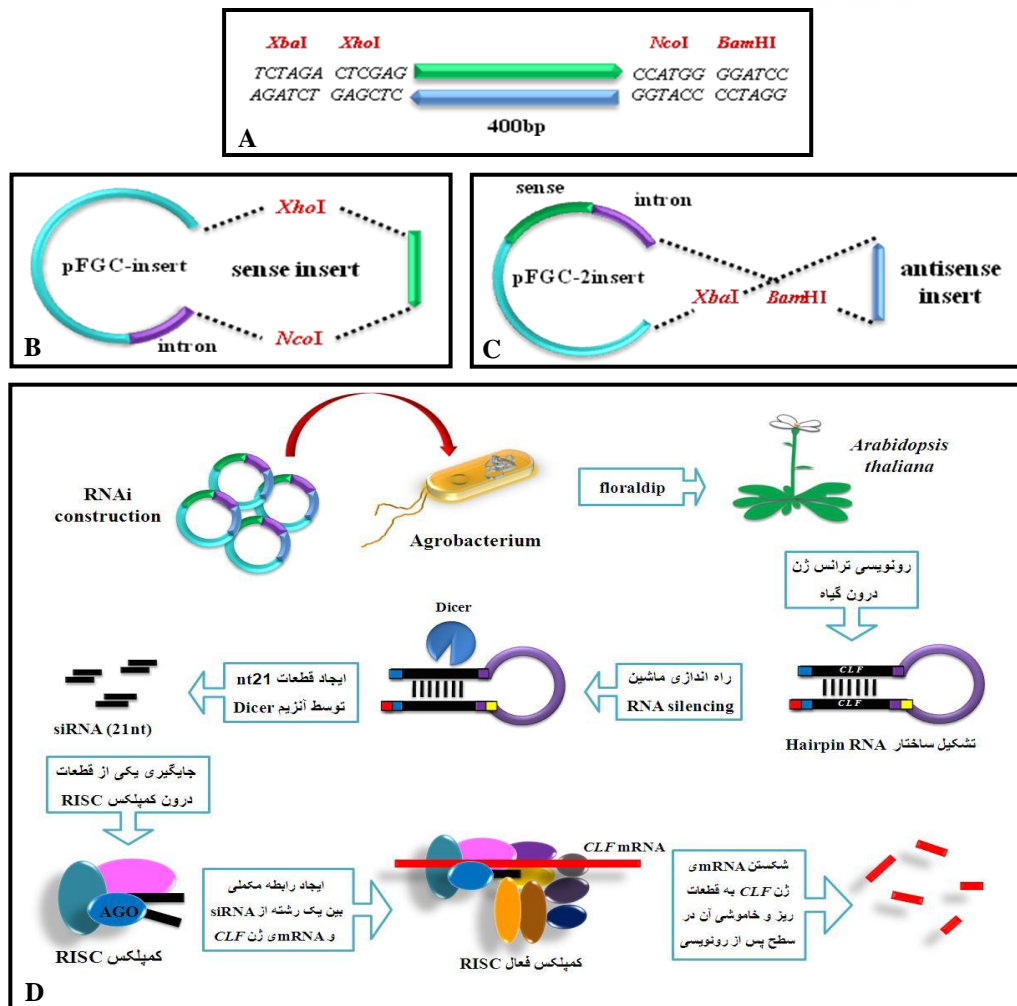 XbaI XhoI NcoI BamHI
TCTAGA CTCGAG CCATGG GGATCC
AGATCT GAGCTC GGTACC CCTAGG
400bp
A
XhoI
pFGC-insert
sense insert
NcoI
intron
B
sense
intron
pFGC-2insert
XbaI BamHI
antisense
insert
C
RNAi
construction
Agrobacterium
floraldip
Arabidopsis
thaliana
رونویسی ترانس ژن
درون گیاه
CLF
CLF
تشکیل ساختار Hairpin RNA
راه اندازی ماشین
RNA silencing
Dicer
ایجاد قطعات nt21
توسط آنزیم Dicer
siRNA (21nt)
جایگیری یکی از قطعات
درون کمپلکس RISC
AGO
کمپلکس RISC
ایجاد رابطه مکملی
بین یک رشته از siRNA
و mRNAی ژن CLF
CLF mRNA
کمپلکس فعال RISC
شکستن mRNAی
ژن CLF به قطعات
ریز و خاموشی آن در
سطح پس از رونویسی
D